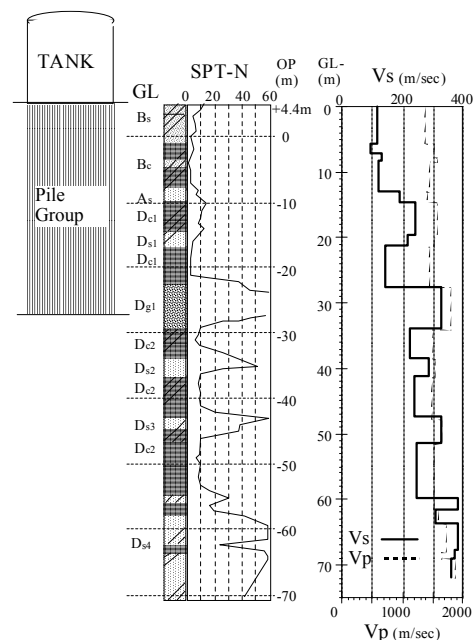 TANK
Pile
Group
GL
SPT-N
0 20 40 60
OP
(m)
+4.4m
0
-10
-20
-30
-40
-50
-60
-70
Bs
Bc
As
Dc1
Ds1
Dc1
Dg1
Dc2
Ds2
Dc2
Ds3
Dc2
Ds4
GL-
(m)
Vs (m/sec)
0 200 400
0
10
20
30
40
50
60
70
Vs
Vp
0 1000 2000
Vp (m/sec)